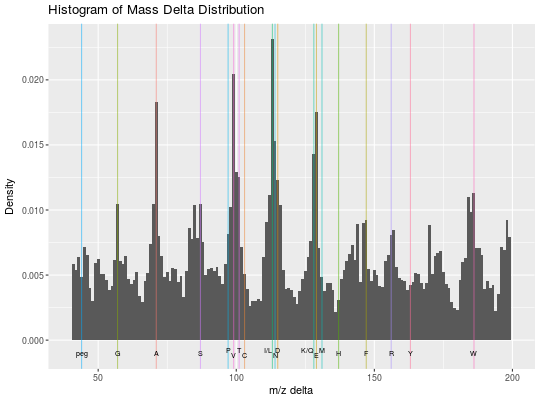 Histogram of Mass Delta Distribution
Density
0.020
0.015
0.010
0.005
0.000
peg G A S P V T C I/L N D K/Q E M H F R Y W
50 100 150 200
m/z delta